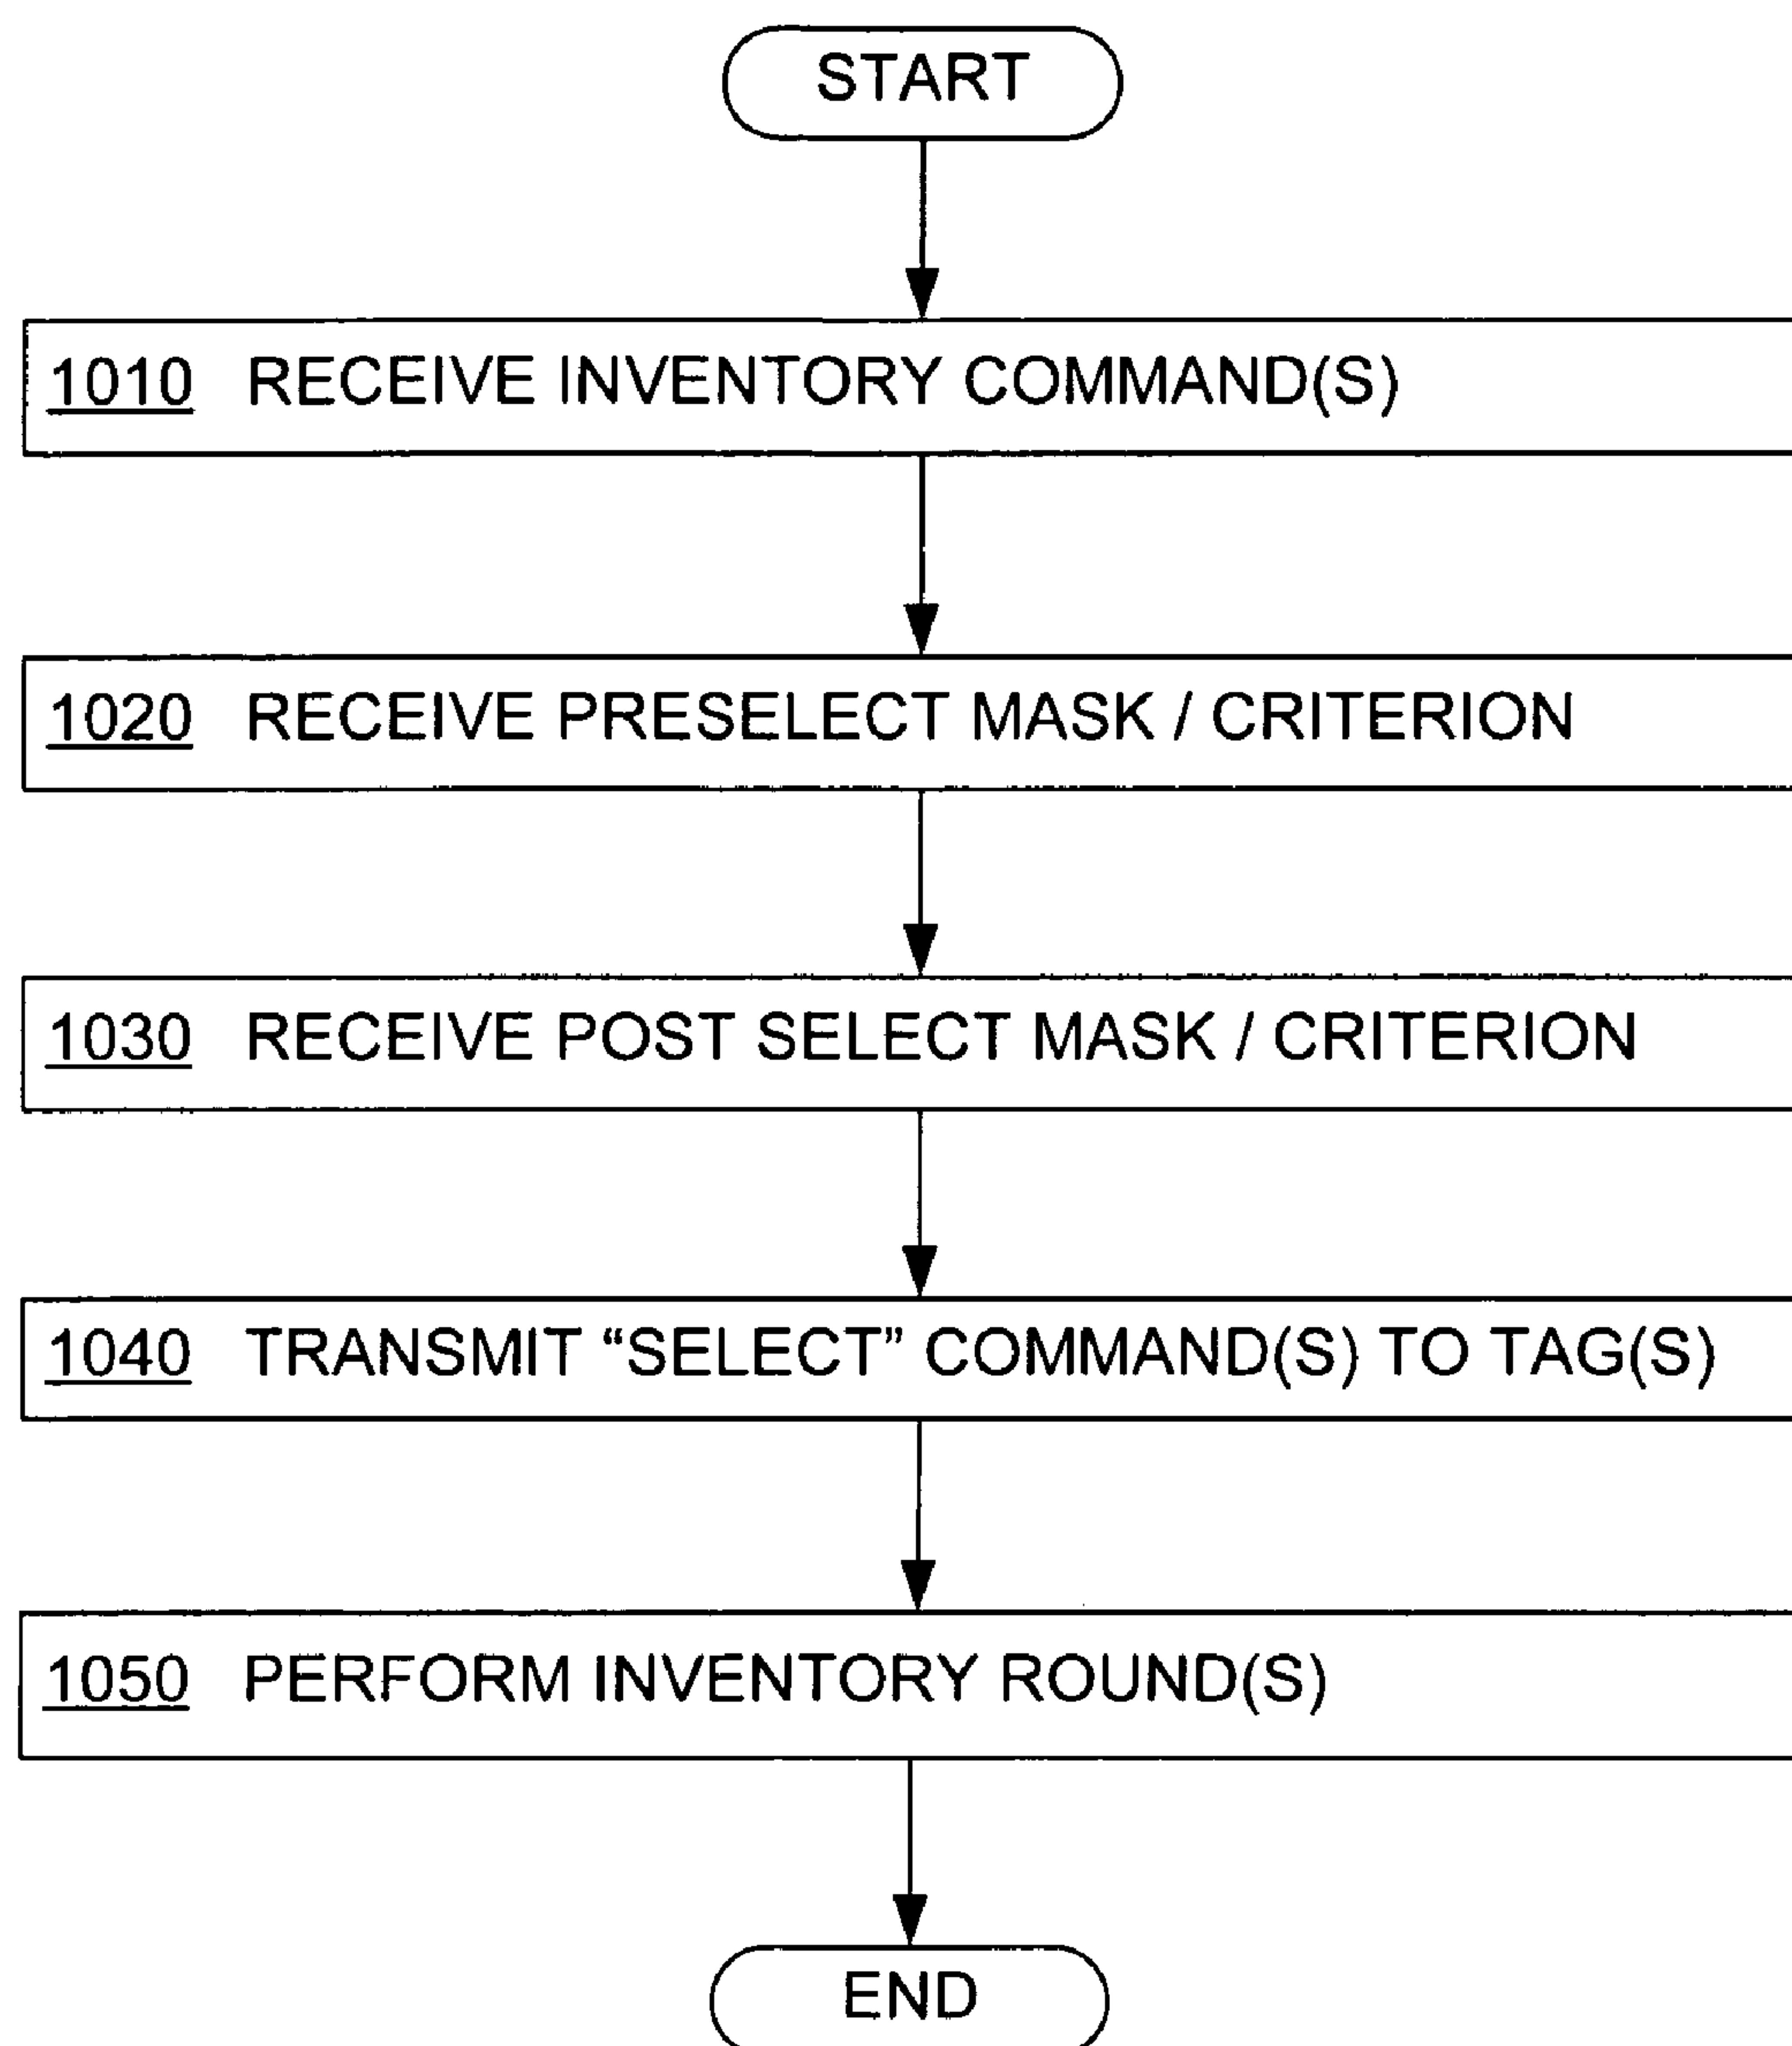 START
1010 RECEIVE INVENTORY COMMAND(S)
1020 RECEIVE PRESELECT MASK / CRITERION
1030 RECEIVE POST SELECT MASK / CRITERION
1040 TRANSMIT “SELECT” COMMAND(S) TO TAG(S)
1050 PERFORM INVENTORY ROUND(S)
END